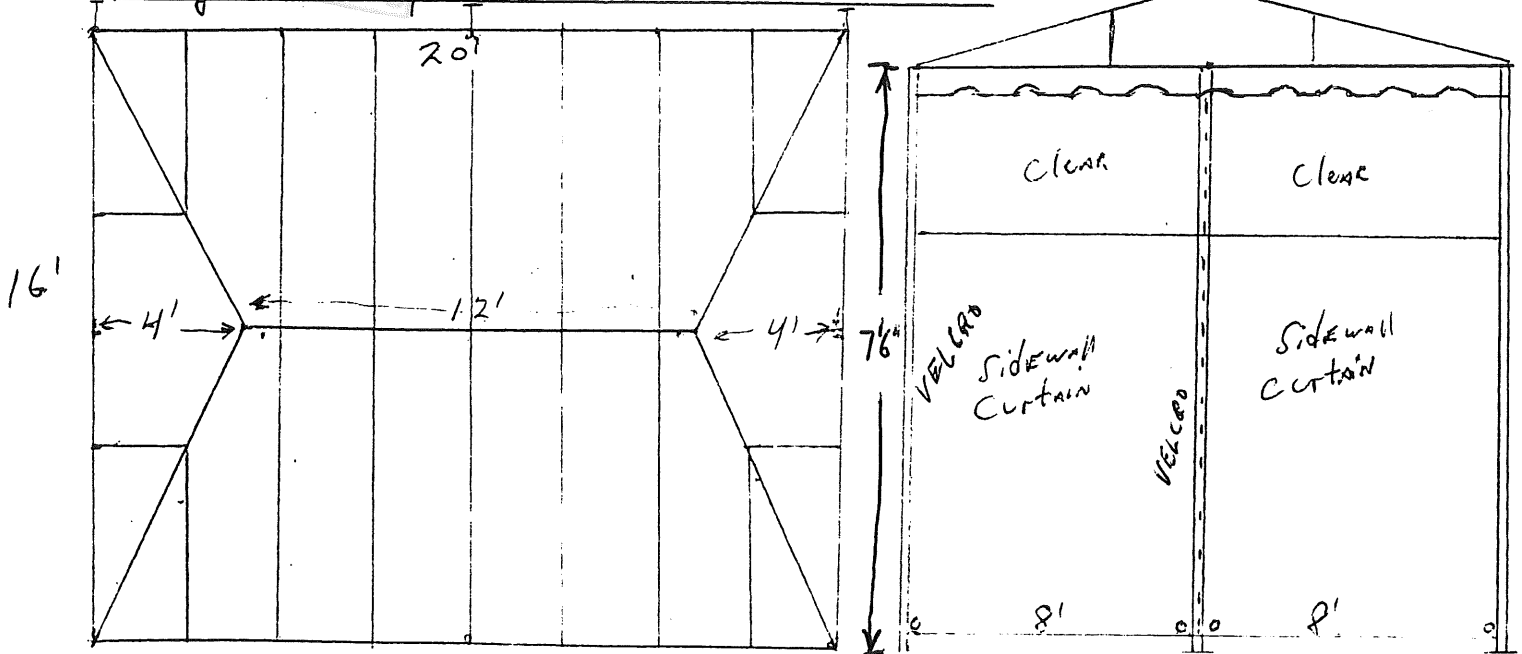 20'
16'
4'
12'
4'
7'6"
Clear
Clear
VELCRO
Sidewall
Curtain
VELCRO
Sidewall
Curtain
8'
8'